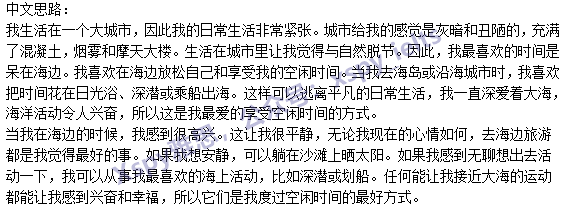 中文思路：
我生活在一个大城市，因此我的日常生活非常紧张。城市给我的感觉是灰暗和丑陋的，充满
了混凝土，烟雾和摩天大楼。生活在城市里让我觉得与自然脱节。因此，我最喜欢的时间是
呆在海边。我喜欢在海边放松自己和享受我的空闲时间。当我去海岛或沿海城市时，我喜欢
把时间花在日光浴、深潜或乘船出海。这样可以逃离平凡的日常生活，我一直深爱着大海，
海洋活动令人兴奋，所以这是我最爱的享受空闲时间的方式。
当我在海边的时候，我感到很高兴。这让我很平静，无论我现在的心情如何，去海边旅游
都是我觉得最好的事。如果我想安静，可以躺在沙滩上晒太阳。如果我感到无聊想出去活
动一下，我可以从事我最喜欢的海上活动，比如深潜或划船。任何能让我接近大海的运动
都能让我感到兴奋和幸福，所以它们是我度过空闲时间的最好方式。